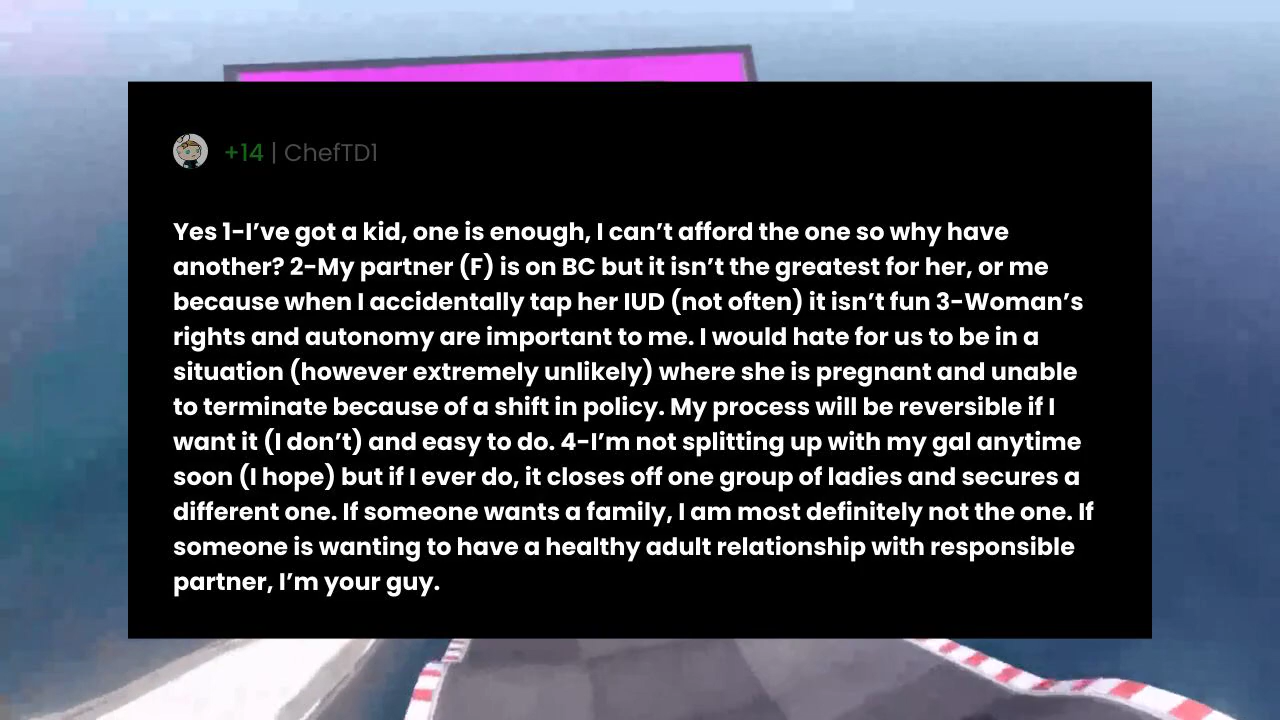 +14 | ChefTD1
Yes 1-I’ve got a kid, one is enough, I can’t afford the one so why have
another? 2-My partner (F) is on BC but it isn’t the greatest for her, or me
because when I accidentally tap her IUD (not often) it isn’t fun 3-Woman’s
rights and autonomy are important to me. I would hate for us to be in a
situation (however extremely unlikely) where she is pregnant and unable
to terminate because of a shift in policy. My process will be reversible if I
want it (I don’t) and easy to do. 4-I’m not splitting up with my gal anytime
soon (I hope) but if I ever do, it closes off one group of ladies and secures a
different one. If someone wants a family, I am most definitely not the one. If
someone is wanting to have a healthy adult relationship with responsible
partner, I’m your guy.